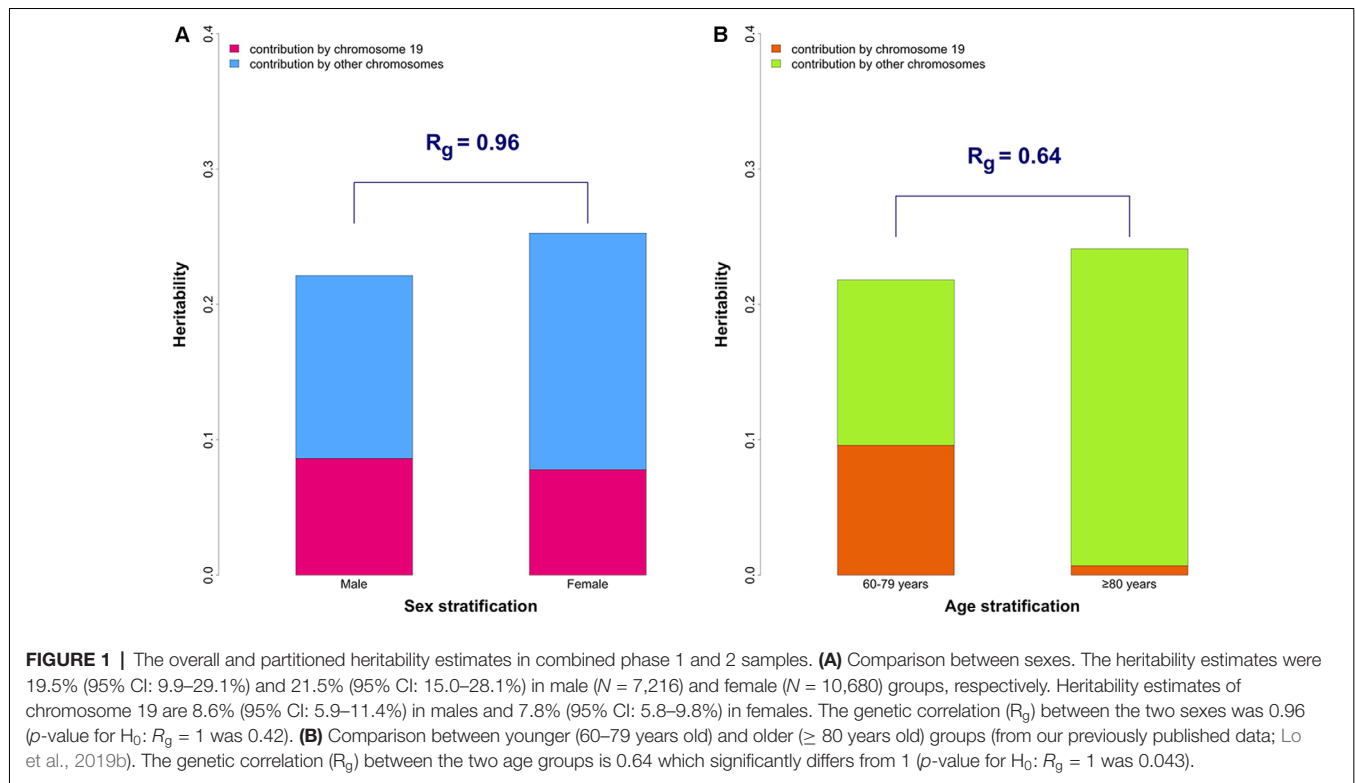 A
contribution by chromosome 19
contribution by other chromosomes
Rg = 0.96
Heritability
0.4
0.3
0.2
0.1
0.0
Male
Female
Sex stratification
B
contribution by chromosome 19
contribution by other chromosomes
Rg = 0.64
Heritability
0.4
0.3
0.2
0.1
0.0
60-79 years
≥80 years
Age stratification
FIGURE 1 | The overall and partitioned heritability estimates in combined phase 1 and 2 samples. (A) Comparison between sexes. The heritability estimates were
19.5% (95% CI: 9.9–29.1%) and 21.5% (95% CI: 15.0–28.1%) in male (N = 7,216) and female (N = 10,680) groups, respectively. Heritability estimates of
chromosome 19 are 8.6% (95% CI: 5.9–11.4%) in males and 7.8% (95% CI: 5.8–9.8%) in females. The genetic correlation (Rg) between the two sexes was 0.96
(p-value for H0: Rg = 1 was 0.42). (B) Comparison between younger (60–79 years old) and older (≥ 80 years old) groups (from our previously published data; Lo
et al., 2019b). The genetic correlation (Rg) between the two age groups is 0.64 which significantly differs from 1 (p-value for H0: Rg = 1 was 0.043).